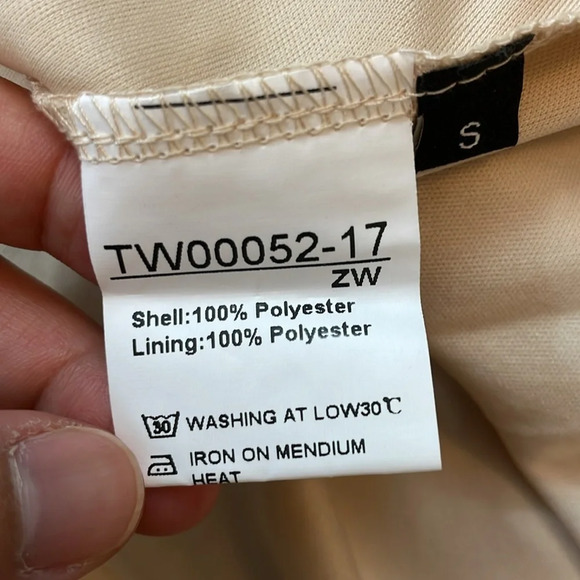 S
TW00052-17
ZW
Shell:100% Polyester
Lining:100% Polyester
30 WASHING AT LOW30℃
IRON ON MENDIUM
HEAT